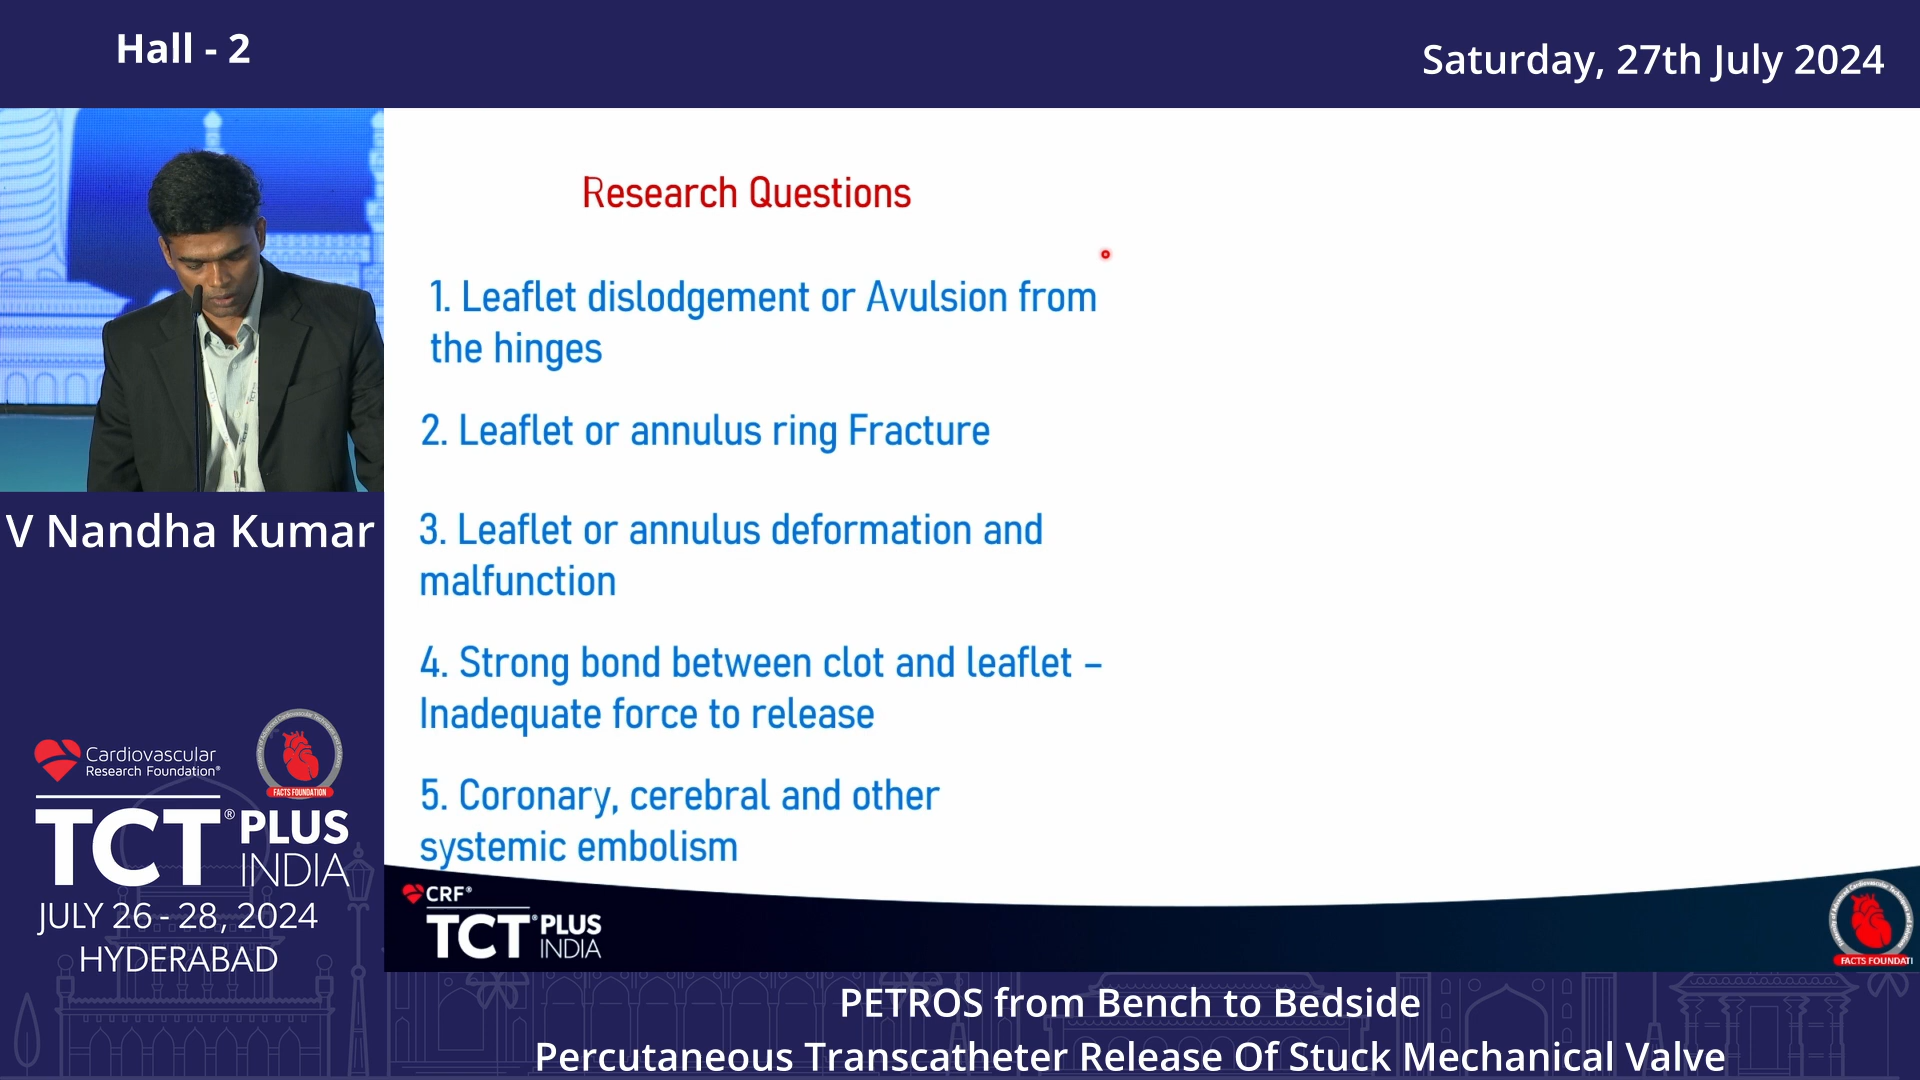 Hall - 2
Saturday, 27th July 2024
Research Questions
1. Leaflet dislodgement or Avulsion from
the hinges
2. Leaflet or annulus ring Fracture
3. Leaflet or annulus deformation and
malfunction
4. Strong bond between clot and leaflet –
Inadequate force to release
5. Coronary, cerebral and other
systemic embolism
V Nandha Kumar
Cardiovascular
Research Foundation®
FACTS FOUNDATION
TCT® PLUS
INDIA
JULY 26 - 28, 2024
HYDERABAD
CRF®
TCT® PLUS
INDIA
FACTS FOUNDATI
PETROS from Bench to Bedside
Percutaneous Transcatheter Release Of Stuck Mechanical Valve